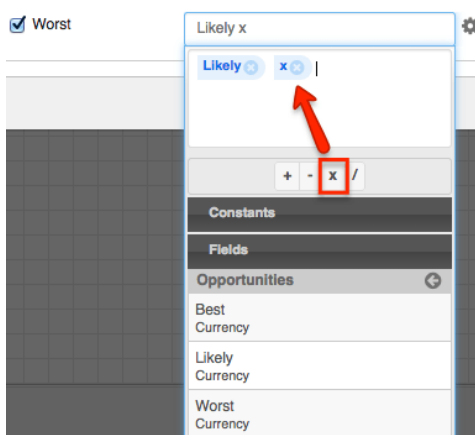 Worst
Likely x
Likely x
+ - x /
Constants
Fields
Opportunities
Best
Currency
Likely
Currency
Worst
Currency